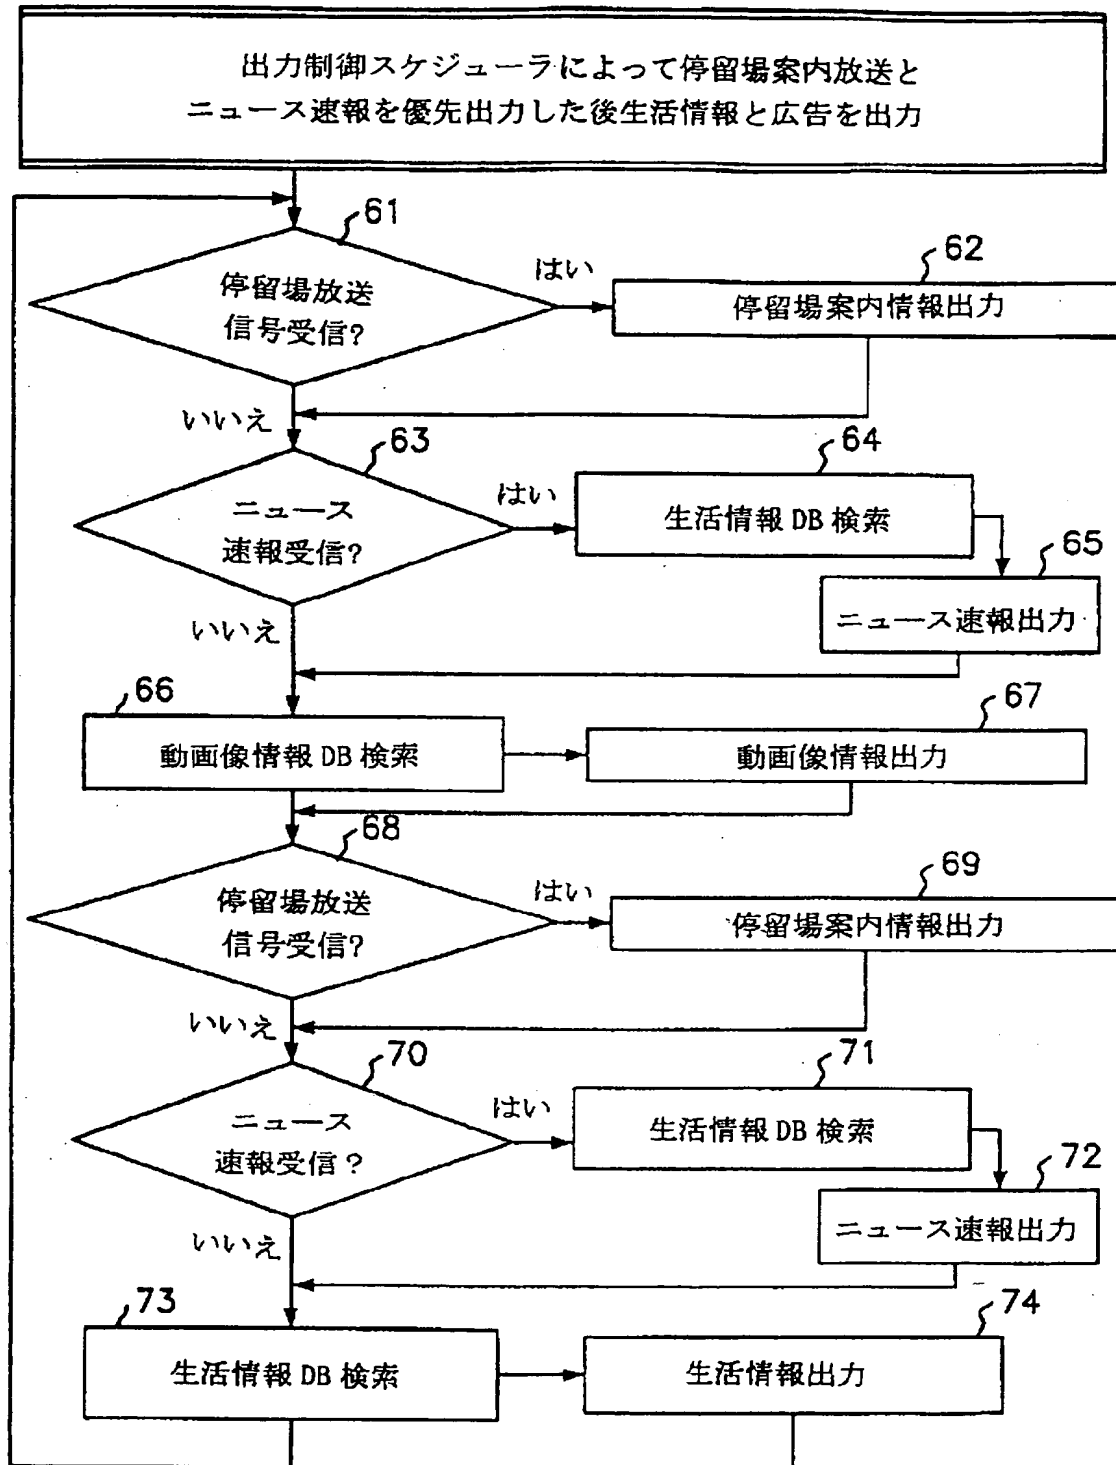 出力制御スケジューラによって停留場案内放送と
ニュース速報を優先出力した後生活情報と広告を出力
61
停留場放送
信号受信?
はい
62
停留場案内情報出力
いいえ
63
ニュース
速報受信?
はい
64
生活情報 DB 検索
65
ニュース速報出力
いいえ
66
動画像情報 DB 検索
67
動画像情報出力
68
停留場放送
信号受信?
はい
69
停留場案内情報出力
いいえ
70
ニュース
速報受信?
はい
71
生活情報 DB 検索
72
ニュース速報出力
いいえ
73
生活情報 DB 検索
74
生活情報出力